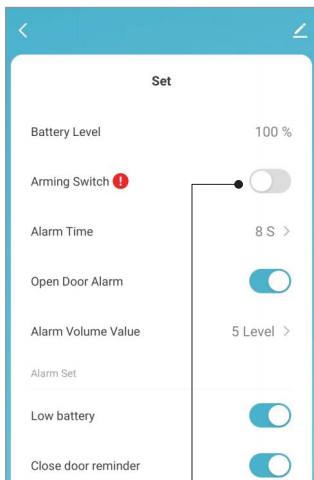 Set
Battery Level 100 %
Arming Switch !
Alarm Time 8 S >
Open Door Alarm
Alarm Volume Value 5 Level >
Alarm Set
Low battery
Close door reminder